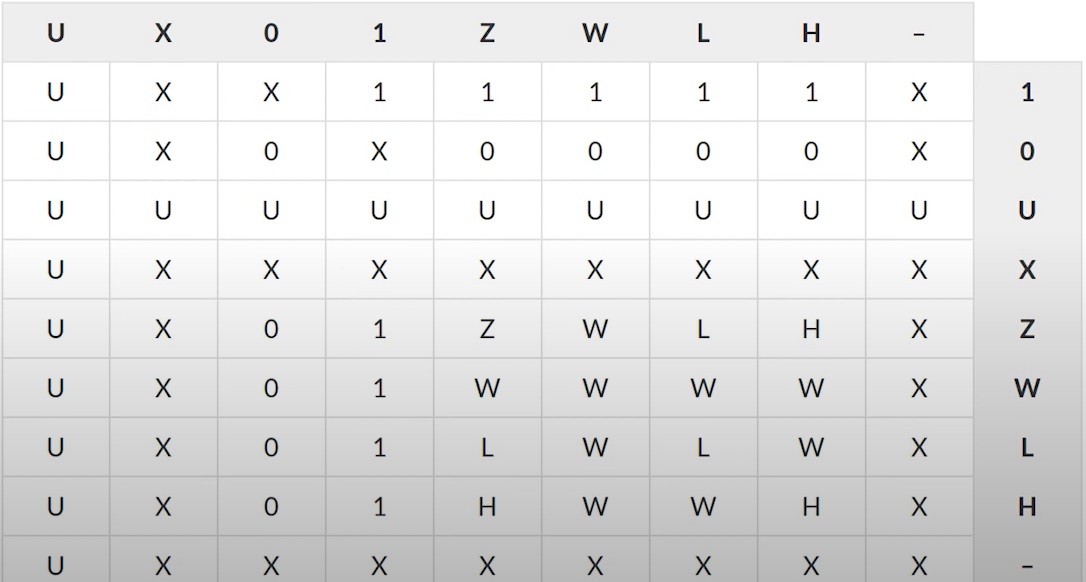 U X 0 1 Z W L H –
U X X 1 1 1 1 1 X 1
U X 0 X 0 0 0 0 X 0
U U U U U U U U U U
U X X X X X X X X X
U X 0 1 Z W L H X Z
U X 0 1 W W W W X W
U X 0 1 L W L W X L
U X 0 1 H W W H X H
U X X X X X X X X –